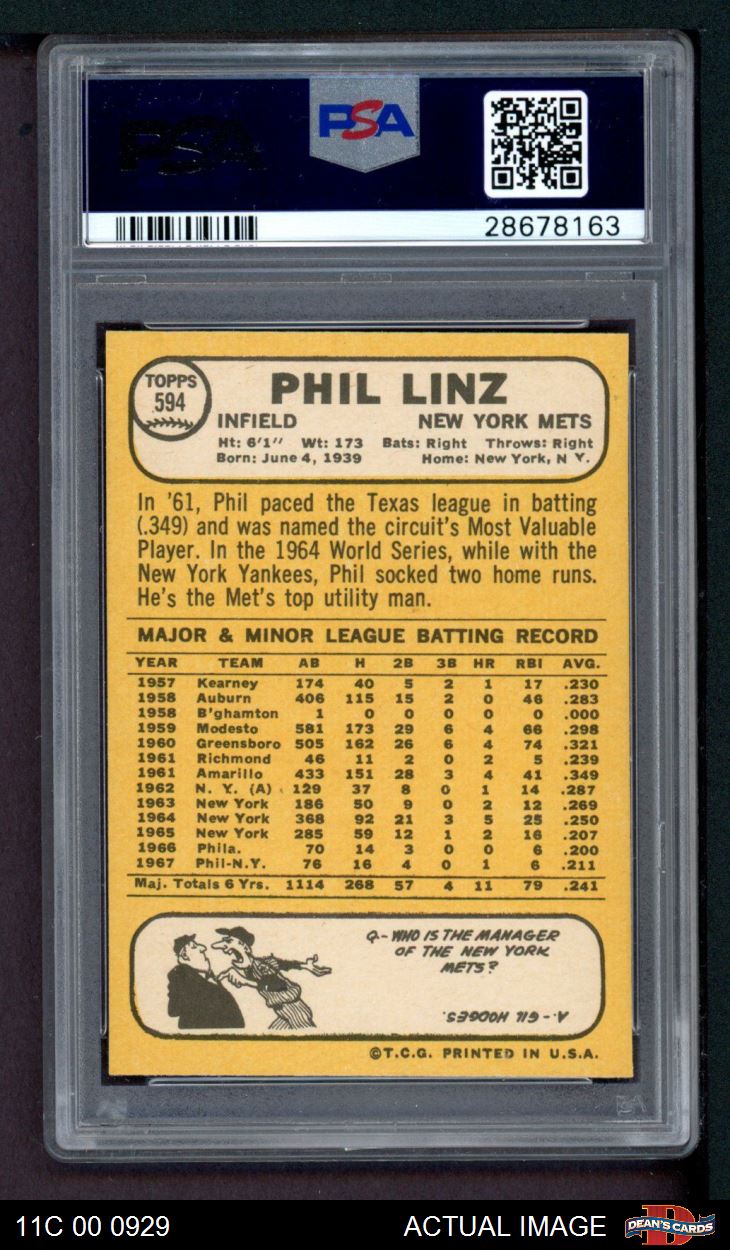 PSA
PSA
28678163
TOPPS
594
PHIL LINZ
INFIELD NEW YORK METS
Ht: 6'1″ Wt: 173 Bats: Right Throws: Right
Born: June 4, 1939 Home: New York, N Y.
In '61, Phil paced the Texas league in batting
(.349) and was named the circuit's Most Valuable
Player. In the 1964 World Series, while with the
New York Yankees, Phil socked two home runs.
He's the Met's top utility man.
MAJOR & MINOR LEAGUE BATTING RECORD
YEAR TEAM AB H 2B 3B HR RBI AVG.
1957 Kearney 174 40 5 2 1 17 .230
1958 Auburn 406 115 15 2 0 46 .283
1958 B'ghamton 1 0 0 0 0 0 .000
1959 Modesto 581 173 29 6 4 66 .298
1960 Greensboro 505 162 26 6 4 74 .321
1961 Richmond 46 11 2 0 2 5 .239
1961 Amarillo 433 151 28 3 4 41 .349
1962 N. Y. (A) 129 37 8 0 1 14 .287
1963 New York 186 50 9 0 2 12 .269
1964 New York 368 92 21 3 5 25 .250
1965 New York 285 59 12 1 2 16 .207
1966 Phila. 70 14 3 0 0 6 .200
1967 Phil-N.Y. 76 16 4 0 1 6 .211
Maj. Totals 6 Yrs. 1114 268 57 4 11 79 .241
Q-WHO IS THE MANAGER
OF THE NEW YORK
METS?
A.-GIL HODGES.
©T.C.G. PRINTED IN U.S.A.
11C 00 0929 ACTUAL IMAGE DEAN'S CARDS